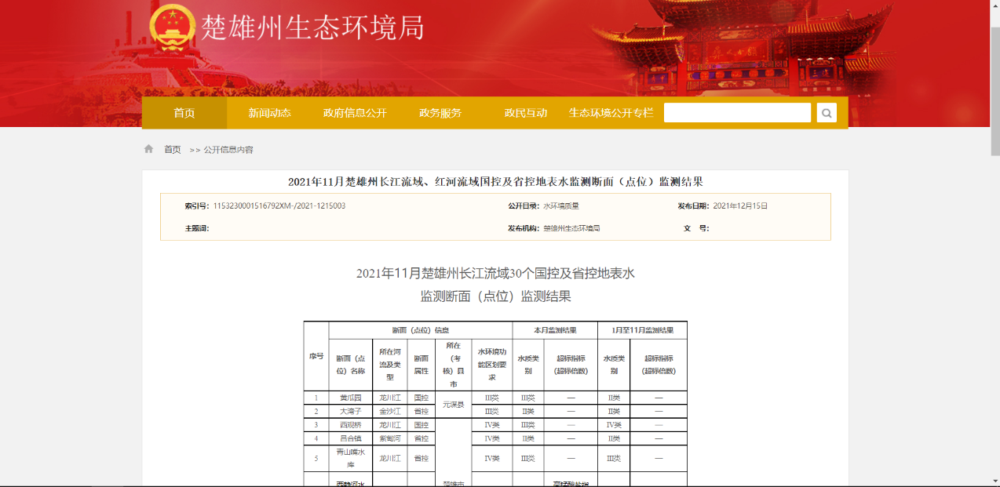 楚雄州生态环境局
首页 新闻动态 政府信息公开 政务服务 政民互动 生态环境公开专栏
首页 >> 公开信息内容
2021年11月楚雄州长江流域、红河流域国控及省控地表水监测断面（点位）监测结果
索引号： 1153230001516792XM-/2021-1215003 公开目录： 水环境质量 发布日期： 2021年12月15日
主题词： 发布机构： 楚雄州生态环境局 文 号：
2021年11月楚雄州长江流域30个国控及省控地表水
监测断面（点位）监测结果
序号 断面（点位）信息 本月监测结果 1月至11月监测结果
断面（点位）名称 所在河流及类型 断面属性 所在（考核）县市 水环境功能区划要求 水质类别 超标指标（超标倍数） 水质类别 超标指标（超标倍数）
1 黄瓜园 龙川江 国控 元谋县 III类 III类 — II类 —
2 大湾子 金沙江 省控 III类 II类 — II类 —
3 西观桥 龙川江 国控 IV类 III类 — IV类 —
4 吕合镇 紫甸河 省控 IV类 II类 — II类 —
5 青山嘴水库 龙川江 省控 IV类 III类 — III类 —
西静河水 楚雄市 高锰酸盐指